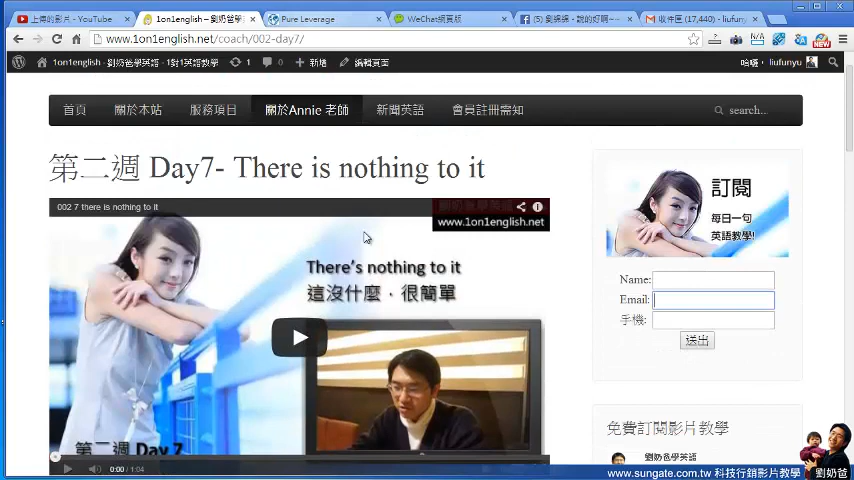 上傳的影片 - YouTube
1on1english – 劉奶爸學英
Pure Leverage
WeChat網頁版
(5) 劉錦錦 - 說的好啊~~
收件匣 (17,440) - liufuny
www.1on1english.net/coach/002-day7/
1on1english - 劉奶爸學英語 - 1對1英語教學
1
0
新增
編輯頁面
哈囉， liufunyu
首頁
關於本站
服務項目
關於Annie 老師
新聞英語
會員註冊需知
search...
第二週 Day7- There is nothing to it
002 7 there is nothing to it
www.1on1english.net
There's nothing to it
這沒什麼，很簡單
第二週 Day 7
0:00 / 1:04
訂閱
每日一句
英語教學!
Name:
Email:
手機:
送出
免費訂閱影片教學
劉奶爸學英語
www.sungate.com.tw 科技行銷影片教學
劉奶爸